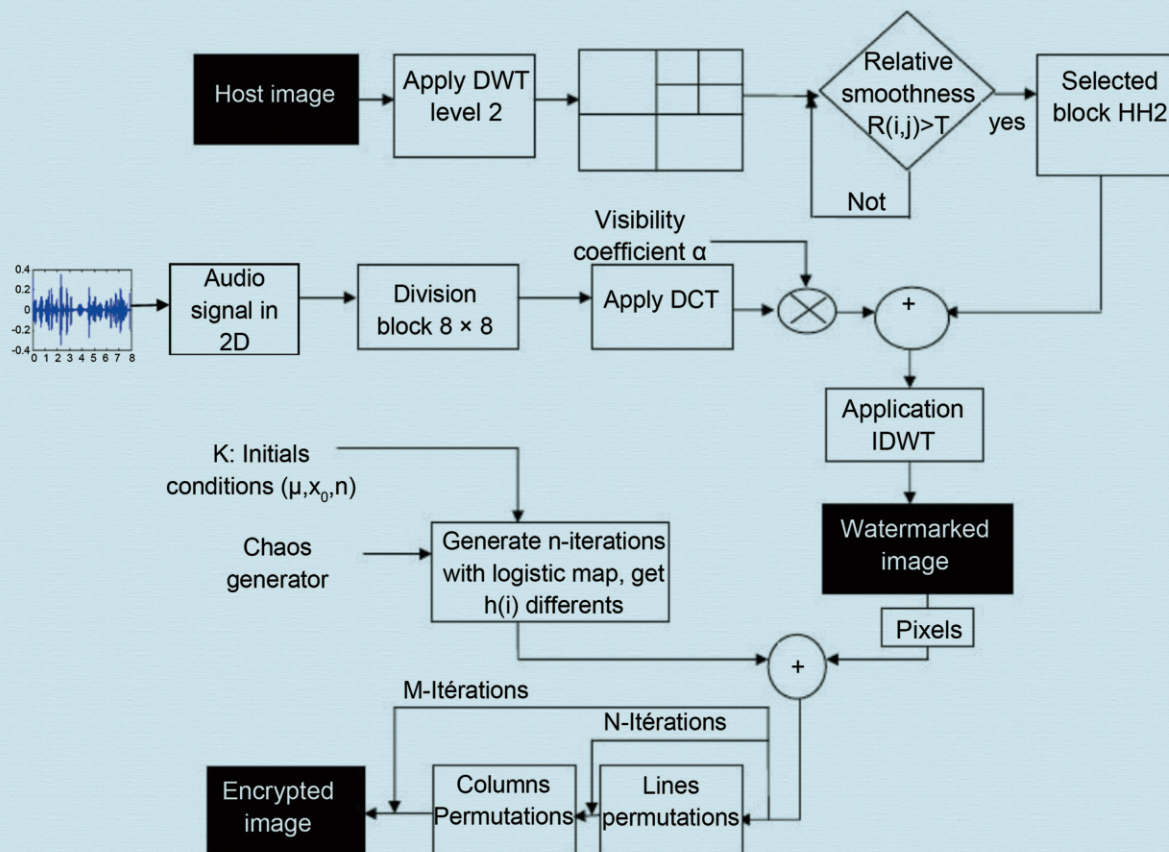 Host image
Apply DWT
level 2
Relative
smoothness
R(i,j)>T
yes
Not
Selected
block HH2
Visibility
coefficient α
0.4
0.2
0
-0.2
-0.4
0 1 2 3 4 5 6 7 8
Audio
signal in
2D
Division
block 8 × 8
Apply DCT
+
Application
IDWT
K: Initials
conditions (μ,x₀,n)
Chaos
generator
Generate n-iterations
with logistic map, get
h(i) differents
Watermarked
image
Pixels
+
M-Itérations
N-Itérations
Encrypted
image
Columns
Permutations
Lines
permutations